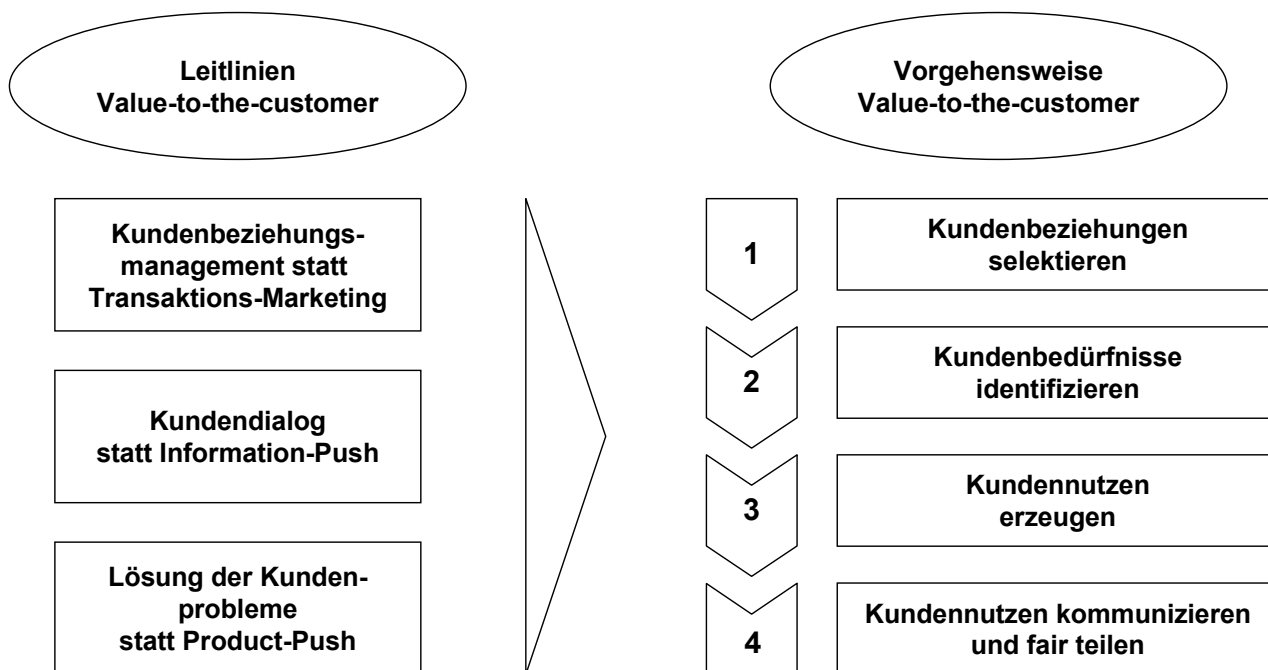 Leitlinien
Value-to-the-customer
Kundenbeziehungs-
management statt
Transaktions-Marketing
Kundendialog
statt Information-Push
Lösung der Kunden-
probleme
statt Product-Push
Vorgehensweise
Value-to-the-customer
1
Kundenbeziehungen
selektieren
2
Kundenbedürfnisse
identifizieren
3
Kundennutzen
erzeugen
4
Kundennutzen kommunizieren
und fair teilen